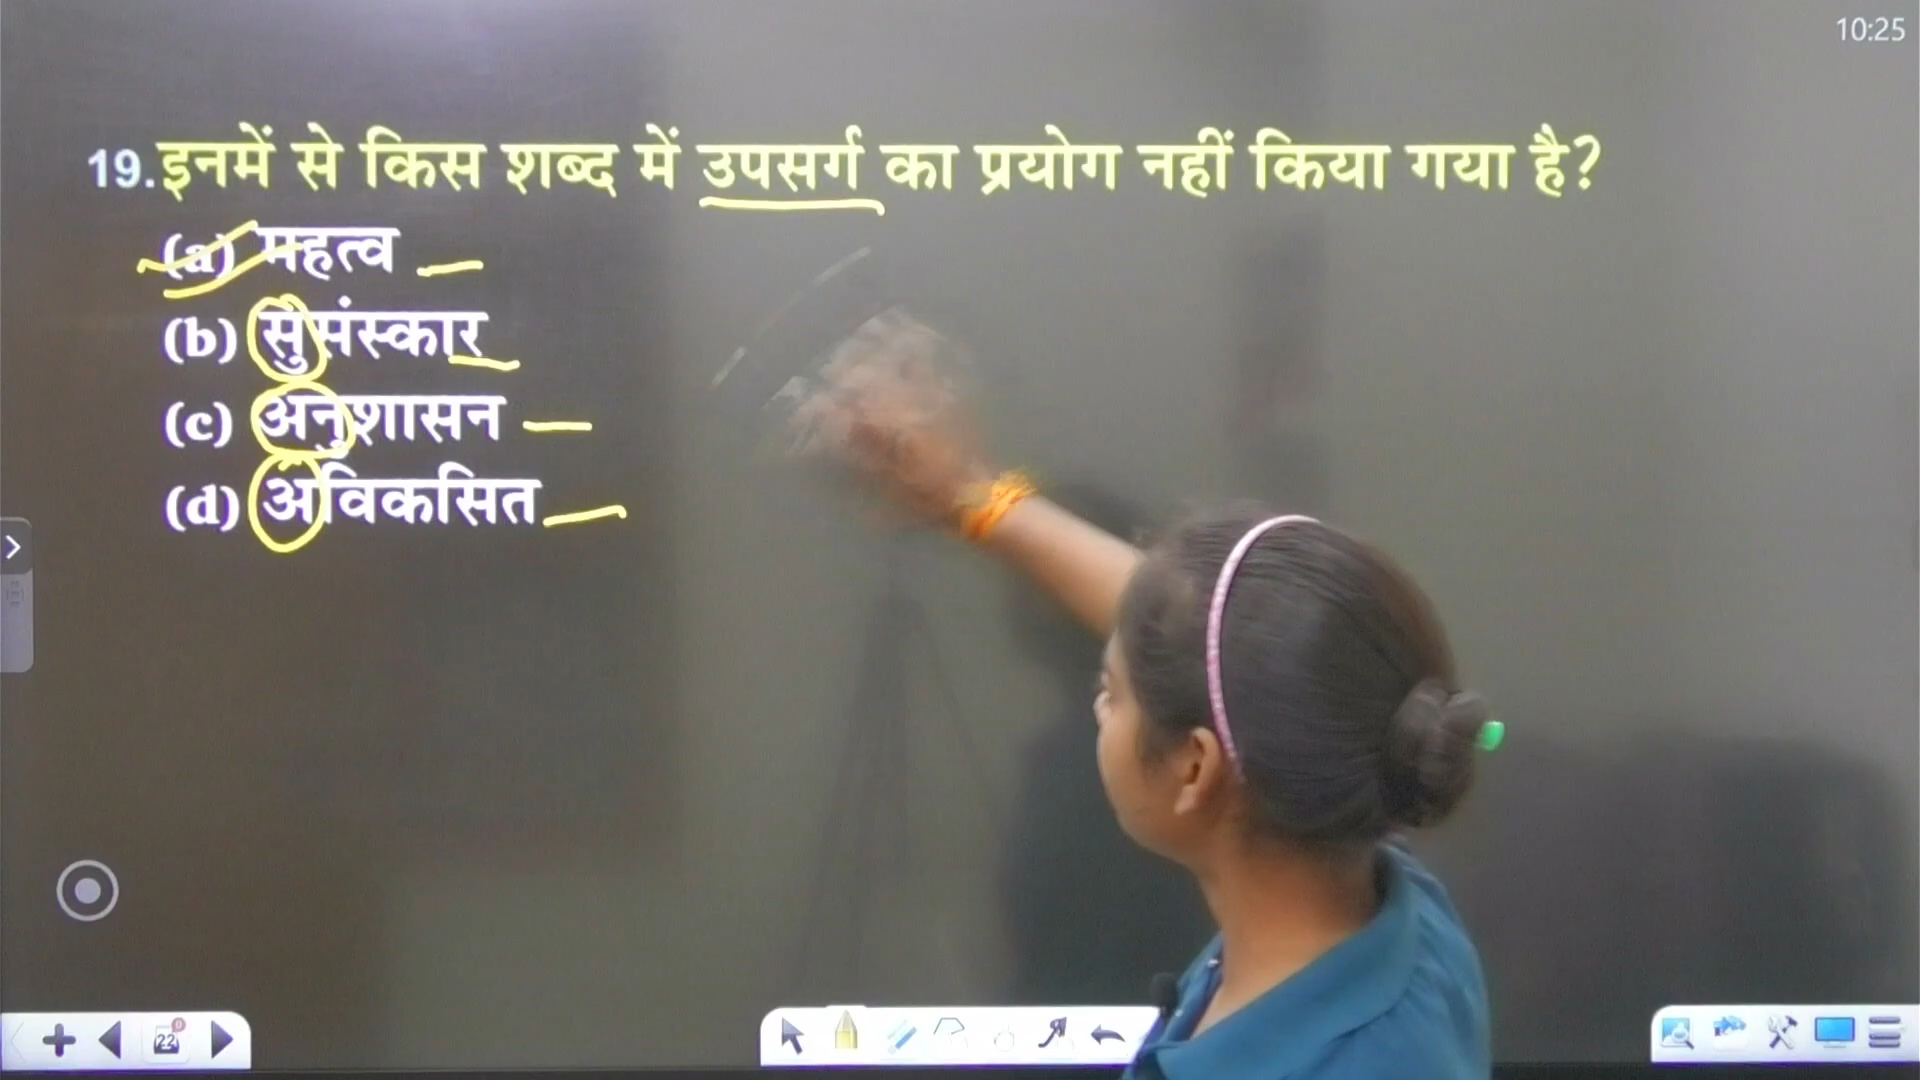 10:25
19.इनमें से किस शब्द में उपसर्ग का प्रयोग नहीं किया गया है?
(a) महत्व
(b) सुसंस्कार
(c) अनुशासन
(d) अविकसित
22